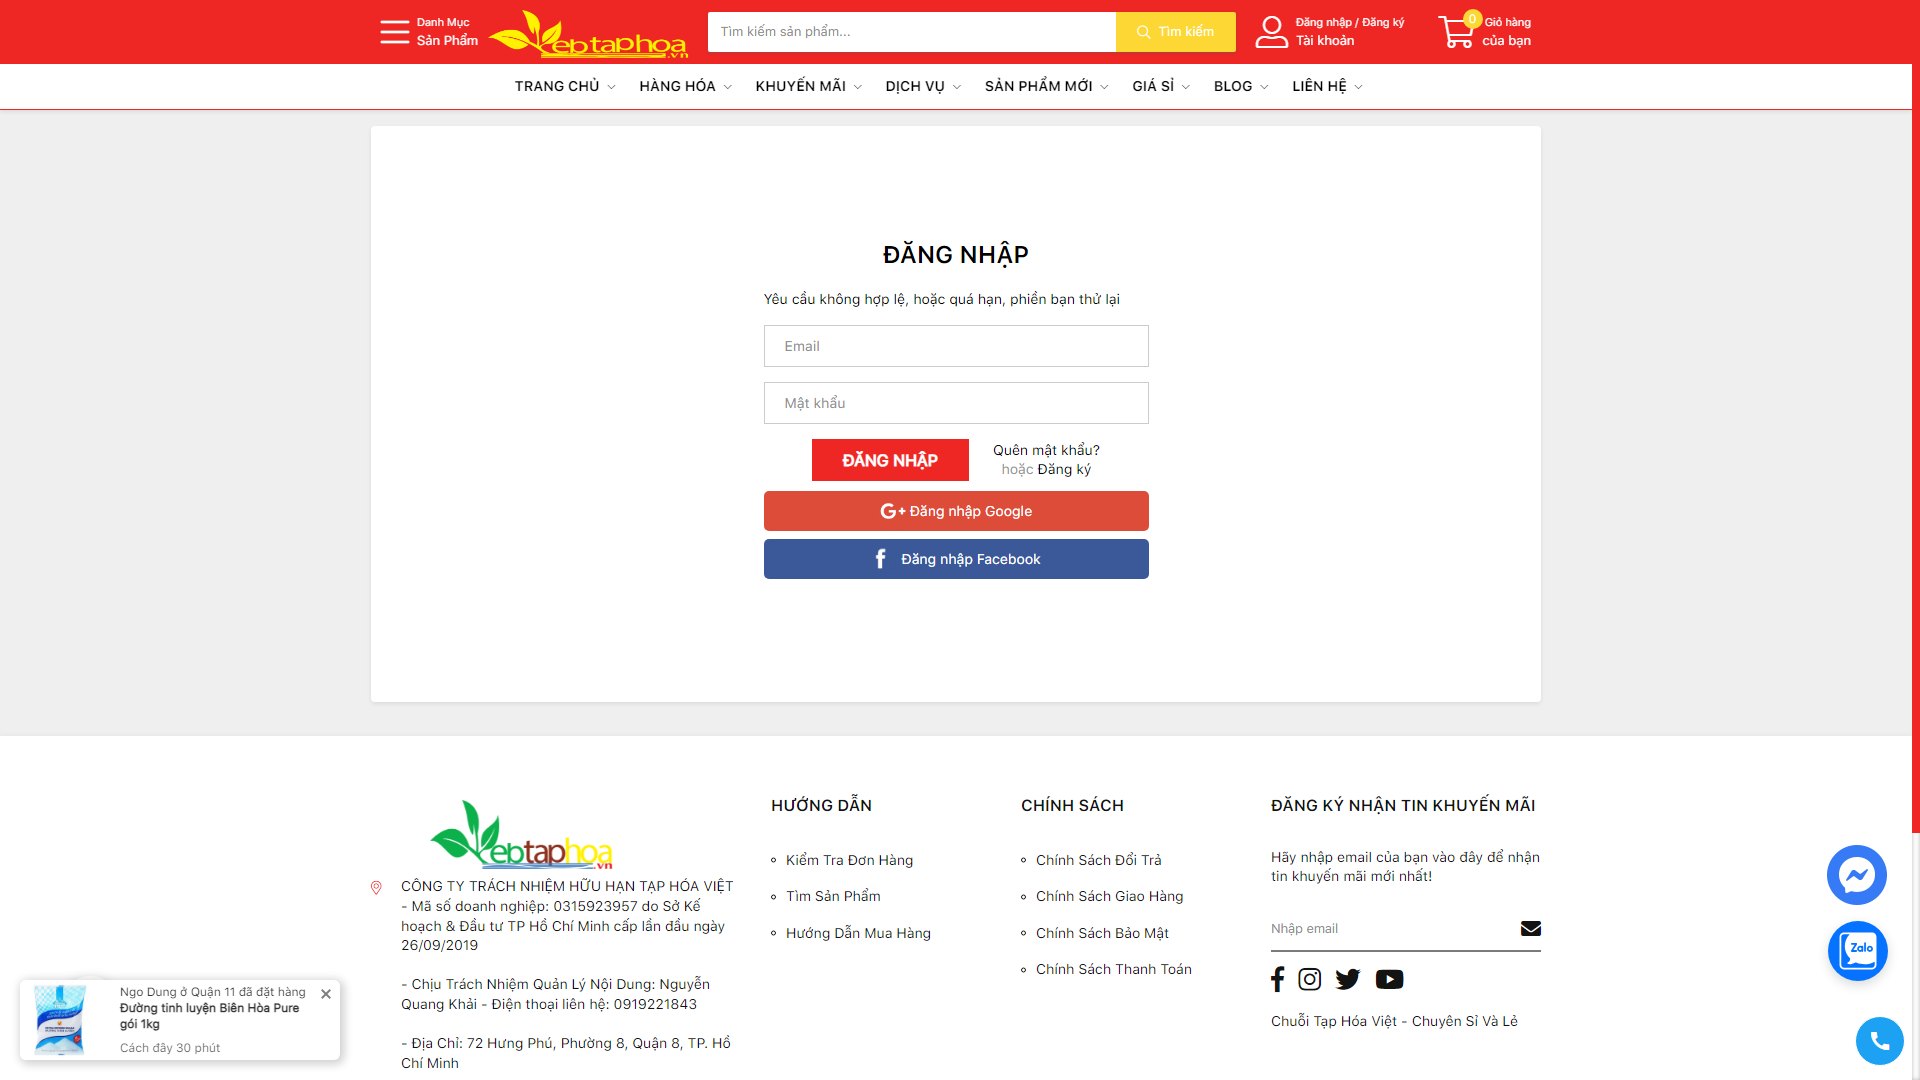 Danh Mục
Sản Phẩm
ebtaphoa.vn
Tìm kiếm sản phẩm...
Tìm kiếm
Đăng nhập / Đăng ký
Tài khoản
0
Giỏ hàng
của bạn
TRANG CHỦ
HÀNG HÓA
KHUYẾN MÃI
DỊCH VỤ
SẢN PHẨM MỚI
GIÁ SỈ
BLOG
LIÊN HỆ
ĐĂNG NHẬP
Yêu cầu không hợp lệ, hoặc quá hạn, phiền bạn thử lại
Email
Mật khẩu
ĐĂNG NHẬP
Quên mật khẩu?
hoặc Đăng ký
G+ Đăng nhập Google
f Đăng nhập Facebook
ebtaphoa.vn
CÔNG TY TRÁCH NHIỆM HỮU HẠN TẠP HÓA VIỆT
- Mã số doanh nghiệp: 0315923957 do Sở Kế
hoạch & Đầu tư TP Hồ Chí Minh cấp lần đầu ngày
26/09/2019
- Chịu Trách Nhiệm Quản Lý Nội Dung: Nguyễn
Quang Khải - Điện thoại liên hệ: 0919221843
- Địa Chỉ: 72 Hưng Phú, Phường 8, Quận 8, TP. Hồ
Chí Minh
HƯỚNG DẪN
Kiểm Tra Đơn Hàng
Tìm Sản Phẩm
Hướng Dẫn Mua Hàng
CHÍNH SÁCH
Chính Sách Đổi Trả
Chính Sách Giao Hàng
Chính Sách Bảo Mật
Chính Sách Thanh Toán
ĐĂNG KÝ NHẬN TIN KHUYẾN MÃI
Hãy nhập email của bạn vào đây để nhận
tin khuyến mãi mới nhất!
Nhập email
Chuỗi Tạp Hóa Việt - Chuyên Sỉ Và Lẻ
Zalo
Ngo Dung ở Quận 11 đã đặt hàng
Đường tinh luyện Biên Hòa Pure
gói 1kg
Cách đây 30 phút